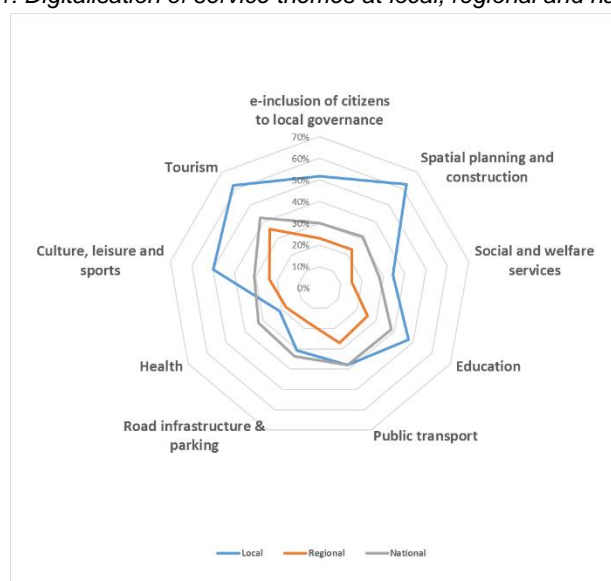 Digitalisation of service themes at local, regional and
e-inclusion of citizens
to local governance
70%
60%
50%
40%
30%
20%
10%
0%
Spatial planning and
construction
Social and welfare
services
Education
Public transport
Road infrastructure &
parking
Health
Culture, leisure and
sports
Tourism
Local
Regional
National